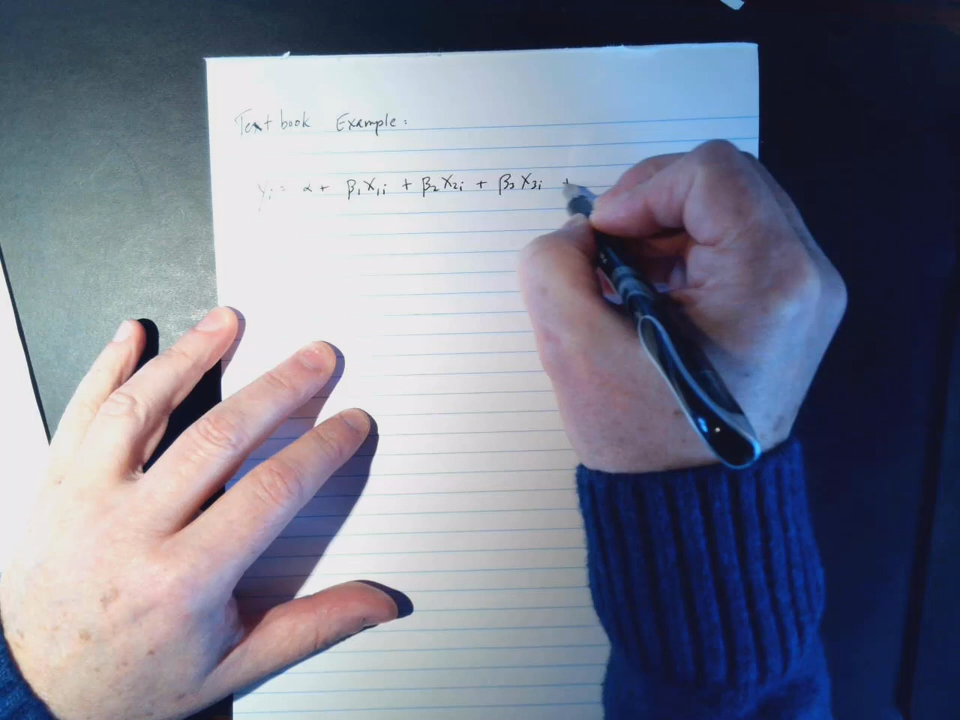 Text book Example:
yi = α + β₁X₁i + β₂X₂i + β₃X₃i +